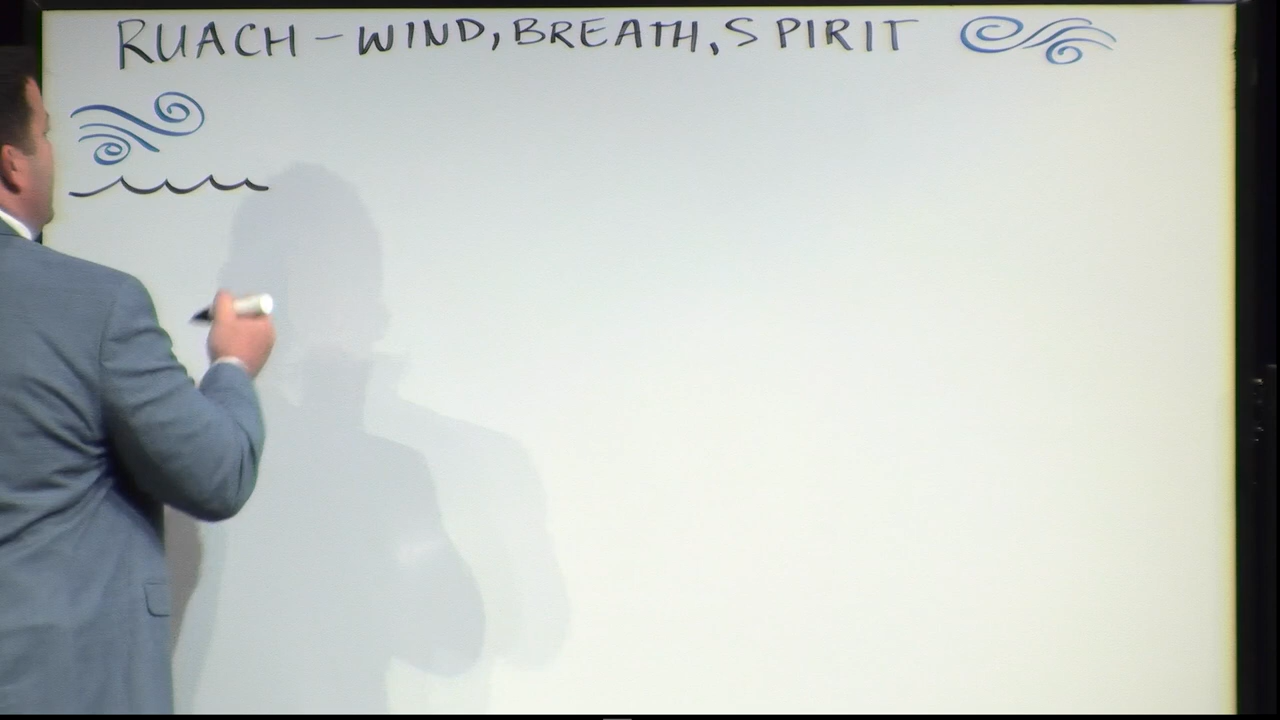 RUACH – WIND, BREATH, SPIRIT